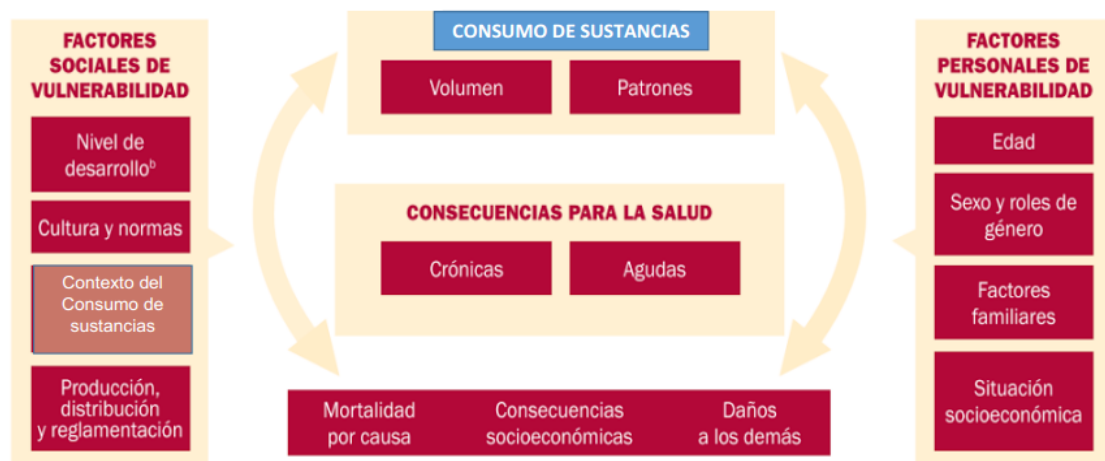 FACTORES
SOCIALES DE
VULNERABILIDAD
Nivel de
desarrolloᵇ
Cultura y normas
Contexto del
Consumo de
sustancias
Producción,
distribución
y reglamentación
CONSUMO DE SUSTANCIAS
Volumen
Patrones
CONSECUENCIAS PARA LA SALUD
Crónicas
Agudas
Mortalidad
por causa
Consecuencias
socioeconómicas
Daños
a los demás
FACTORES
PERSONALES DE
VULNERABILIDAD
Edad
Sexo y roles de
género
Factores
familiares
Situación
socioeconómica